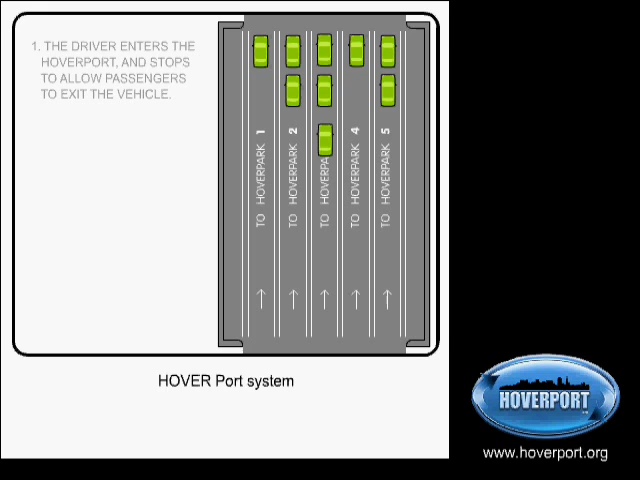 1. THE DRIVER ENTERS THE
HOVERPORT, AND STOPS
TO ALLOW PASSENGERS
TO EXIT THE VEHICLE.
TO HOVERPARK 1
TO HOVERPARK 2
TO HOVERPA
TO HOVERPARK 4
TO HOVERPARK 5
HOVER Port system
HOVERPORT
www.hoverport.org